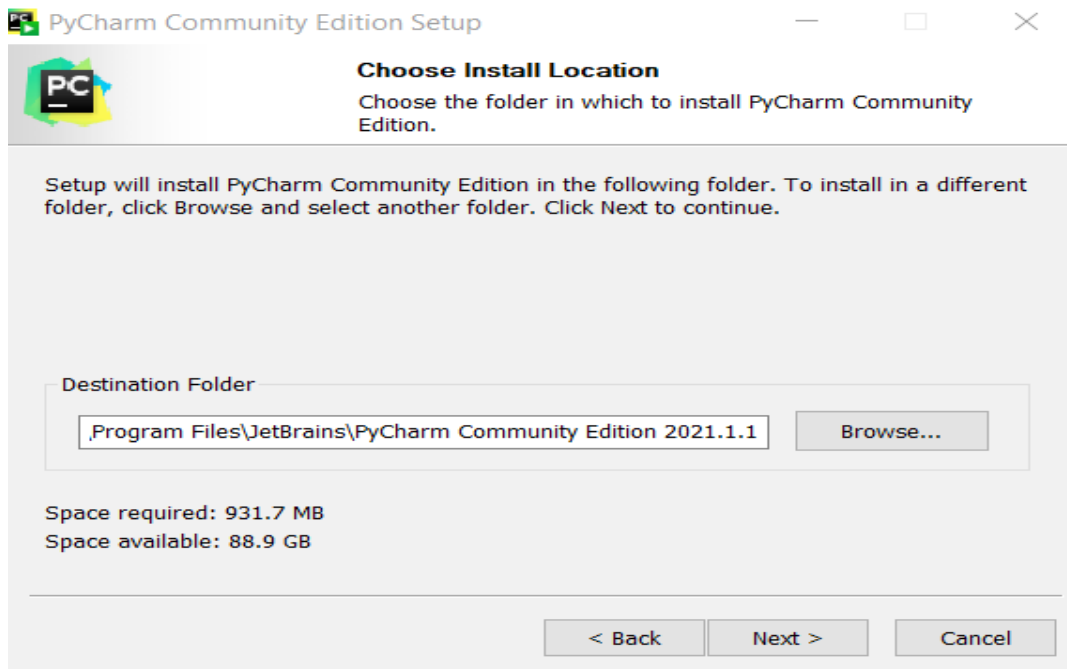 PyCharm Community Edition Setup
PC
Choose Install Location
Choose the folder in which to install PyCharm Community
Edition.
Setup will install PyCharm Community Edition in the following folder. To install in a different
folder, click Browse and select another folder. Click Next to continue.
Destination Folder
Program Files\JetBrains\PyCharm Community Edition 2021.1.1
Browse...
Space required: 931.7 MB
Space available: 88.9 GB
< Back
Next >
Cancel